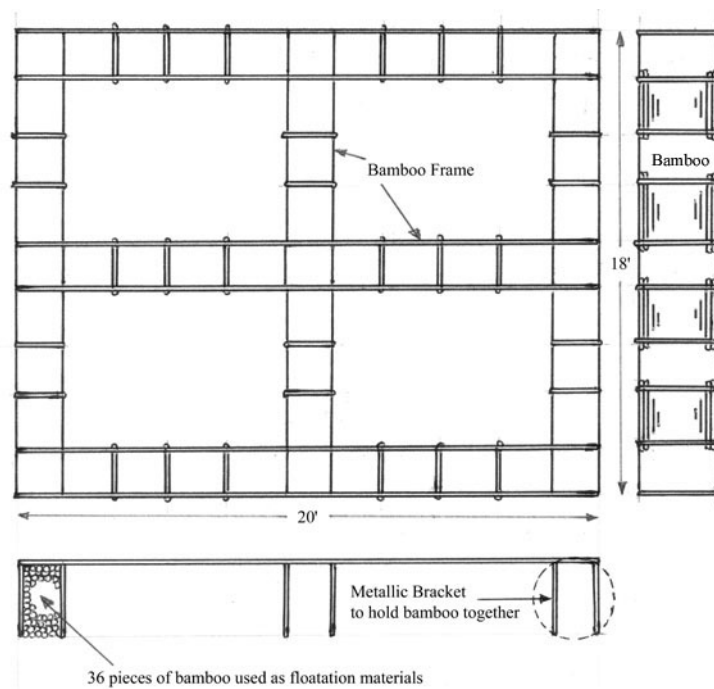 Bamboo Frame
Bamboo
18'
20'
Metallic Bracket
to hold bamboo together
36 pieces of bamboo used as floatation materials